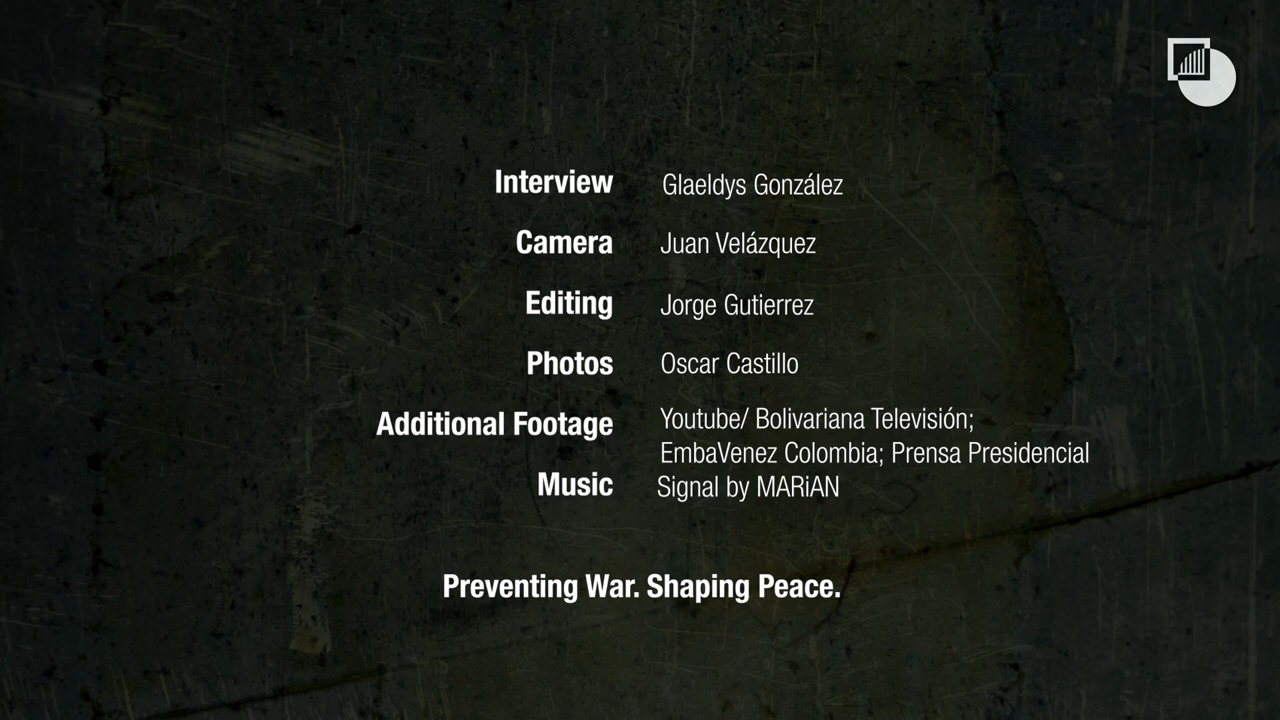 Interview Glaeldys González
Camera Juan Velázquez
Editing Jorge Gutierrez
Photos Oscar Castillo
Additional Footage Youtube/ Bolivariana Televisión;
EmbaVenez Colombia; Prensa Presidencial
Music Signal by MARiAN
Preventing War. Shaping Peace.